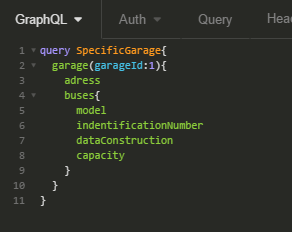 GraphQL Auth Query Heade
1 query SpecificGarage{
2 garage(garageId:1){
3 adress
4 buses{
5 model
6 indentificationNumber
7 dataConstruction
8 capacity
9 }
10 }
11 }